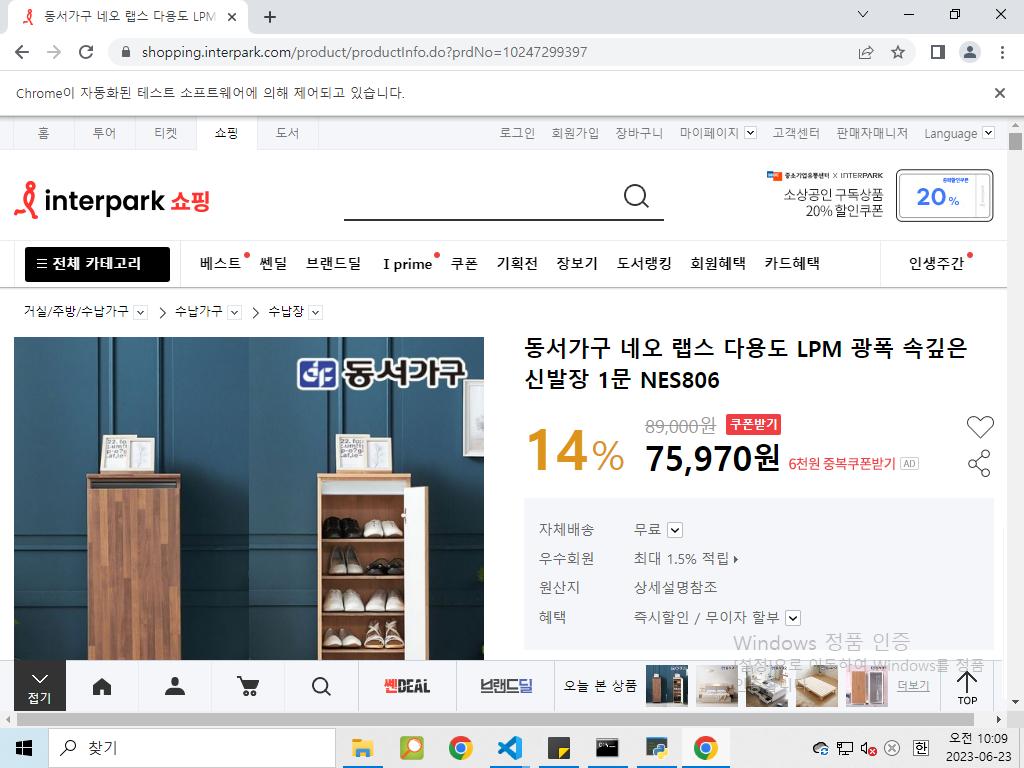 동서가구 네오 랩스 다용도 LPM
shopping.interpark.com/product/productInfo.do?prdNo=10247299397
Chrome이 자동화된 테스트 소프트웨어에 의해 제어되고 있습니다.
홈 투어 티켓 쇼핑 도서 로그인 회원가입 장바구니 마이페이지 고객센터 판매자매니저 Language
interpark 쇼핑
중소기업유통센터 X INTERPARK
소상공인 구독상품
20% 할인쿠폰
20%
전체 카테고리 베스트 쎈딜 브랜드딜 I prime 쿠폰 기획전 장보기 도서랭킹 회원혜택 카드혜택 인생주간
거실/주방/수납가구 수납가구 수납장
동서가구
동서가구 네오 랩스 다용도 LPM 광폭 속깊은
신발장 1문 NES806
14%
89,000원 쿠폰받기
75,970원 6천원 중복쿠폰받기 AD
자체배송 무료
우수회원 최대 1.5% 적립
원산지 상세설명참조
혜택 즉시할인 / 무이자 할부
Windows 정품 인증
[설정]으로 이동하여 Windows를 정품
접기
쎈DEAL
브랜드딜
오늘 본 상품
더보기
TOP
찾기
한
오전 10:09
2023-06-23